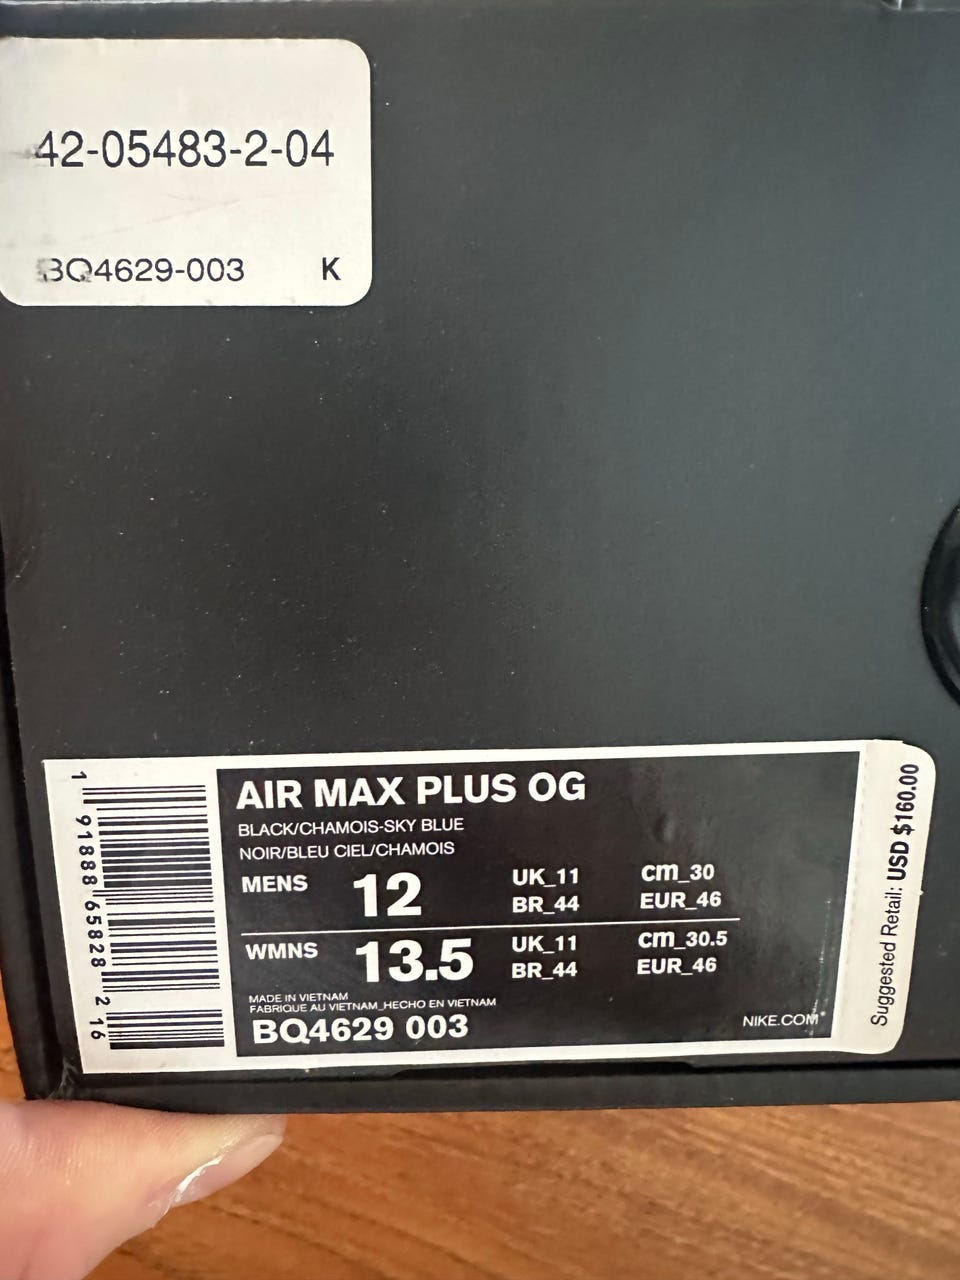 42-05483-2-04
BQ4629-003 K
AIR MAX PLUS OG
BLACK/CHAMOIS-SKY BLUE
NOIR/BLEU CIEL/CHAMOIS
MENS 12 UK_11 cm_30
BR_44 EUR_46
WMNS 13.5 UK_11 cm_30.5
BR_44 EUR_46
MADE IN VIETNAM
FABRIQUE AU VIETNAM_HECHO EN VIETNAM
BQ4629 003
NIKE.COM
1 91888 65828 2 16
Suggested Retail: USD $160.00